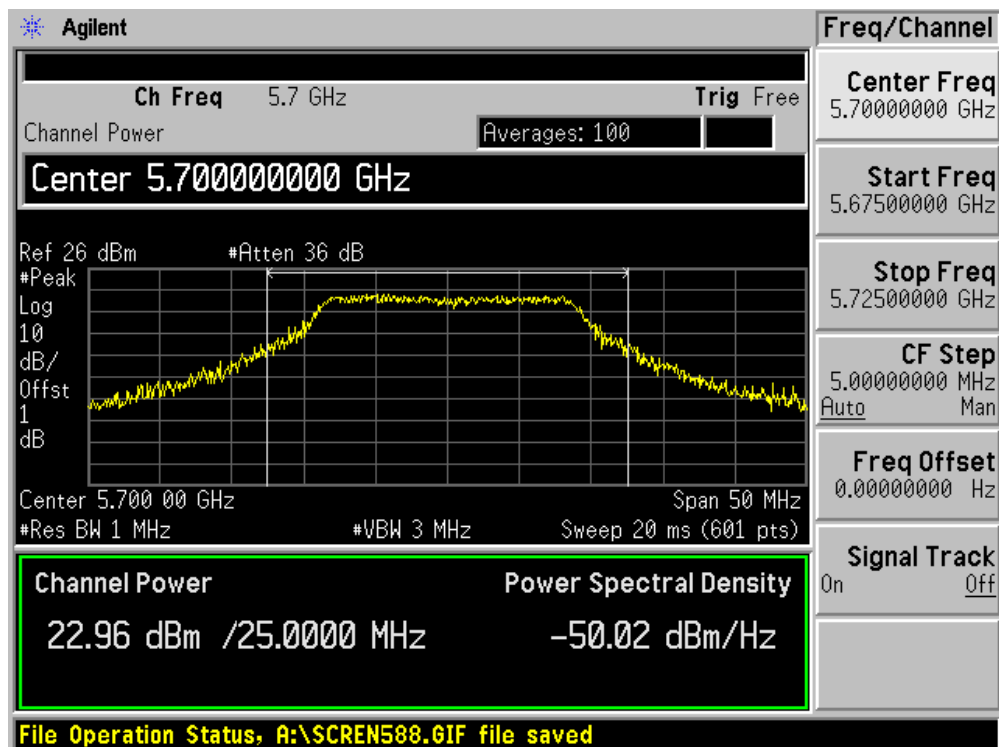 Agilent
Freq/Channel
Ch Freq 5.7 GHz Trig Free
Channel Power Averages: 100
Center 5.700000000 GHz
Ref 26 dBm #Atten 36 dB
#Peak
Log
10
dB/
Offst
1
dB
Center 5.700 00 GHz Span 50 MHz
#Res BW 1 MHz #VBW 3 MHz Sweep 20 ms (601 pts)
Channel Power Power Spectral Density
22.96 dBm /25.0000 MHz -50.02 dBm/Hz
File Operation Status, A:\SCREN588.GIF file saved
Center Freq
5.70000000 GHz
Start Freq
5.67500000 GHz
Stop Freq
5.72500000 GHz
CF Step
5.00000000 MHz
Auto Man
Freq Offset
0.00000000 Hz
Signal Track
On Off